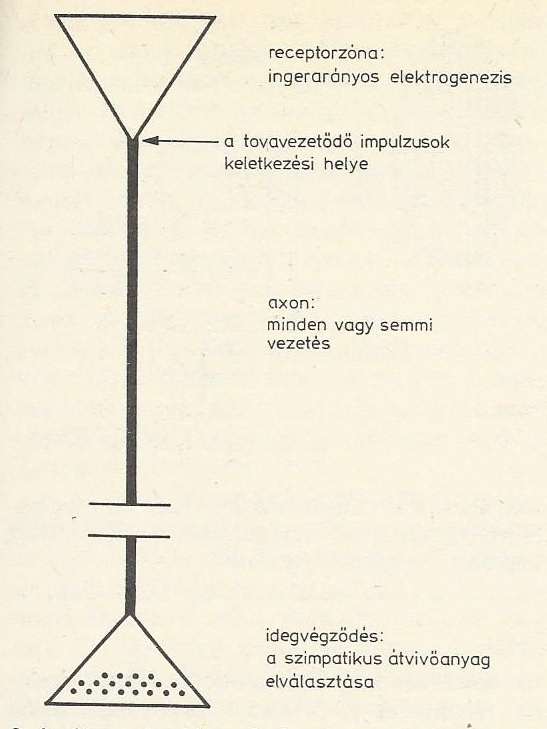 receptorzóna:
ingerarányos elektrogenezis
a tovavezetődő impulzusok
keletkezési helye
axon:
minden vagy semmi
vezetés
idegvégződés:
a szimpatikus átvivőanyag
elválasztása